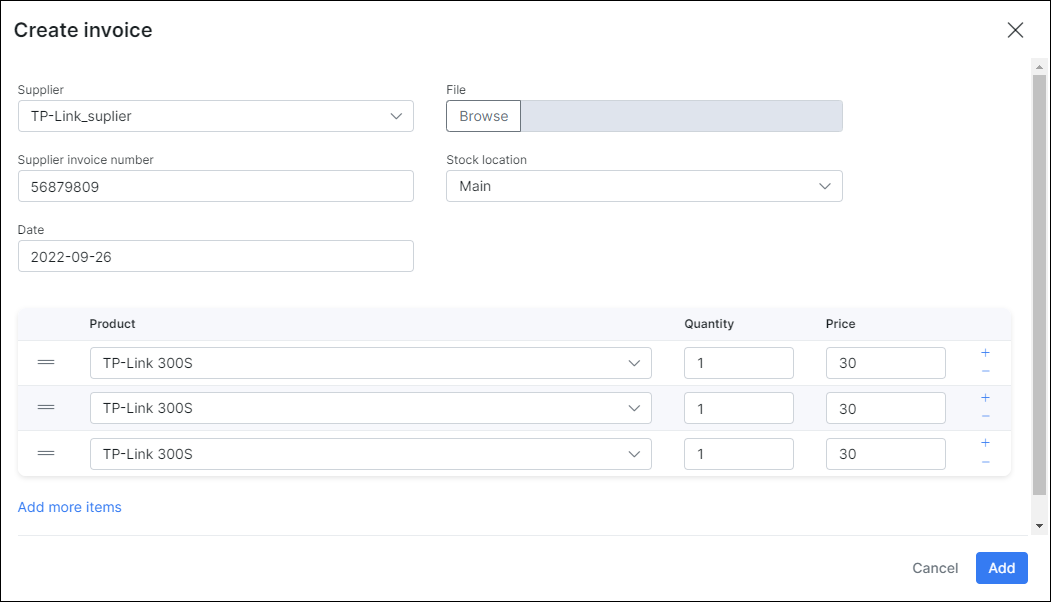 Create invoice
Supplier File
TP-Link_suplier Browse
Supplier invoice number Stock location
56879809 Main
Date
2022-09-26
Product Quantity Price
TP-Link 300S 1 30 +
−
TP-Link 300S 1 30 +
−
TP-Link 300S 1 30 +
−
Add more items
Cancel Add